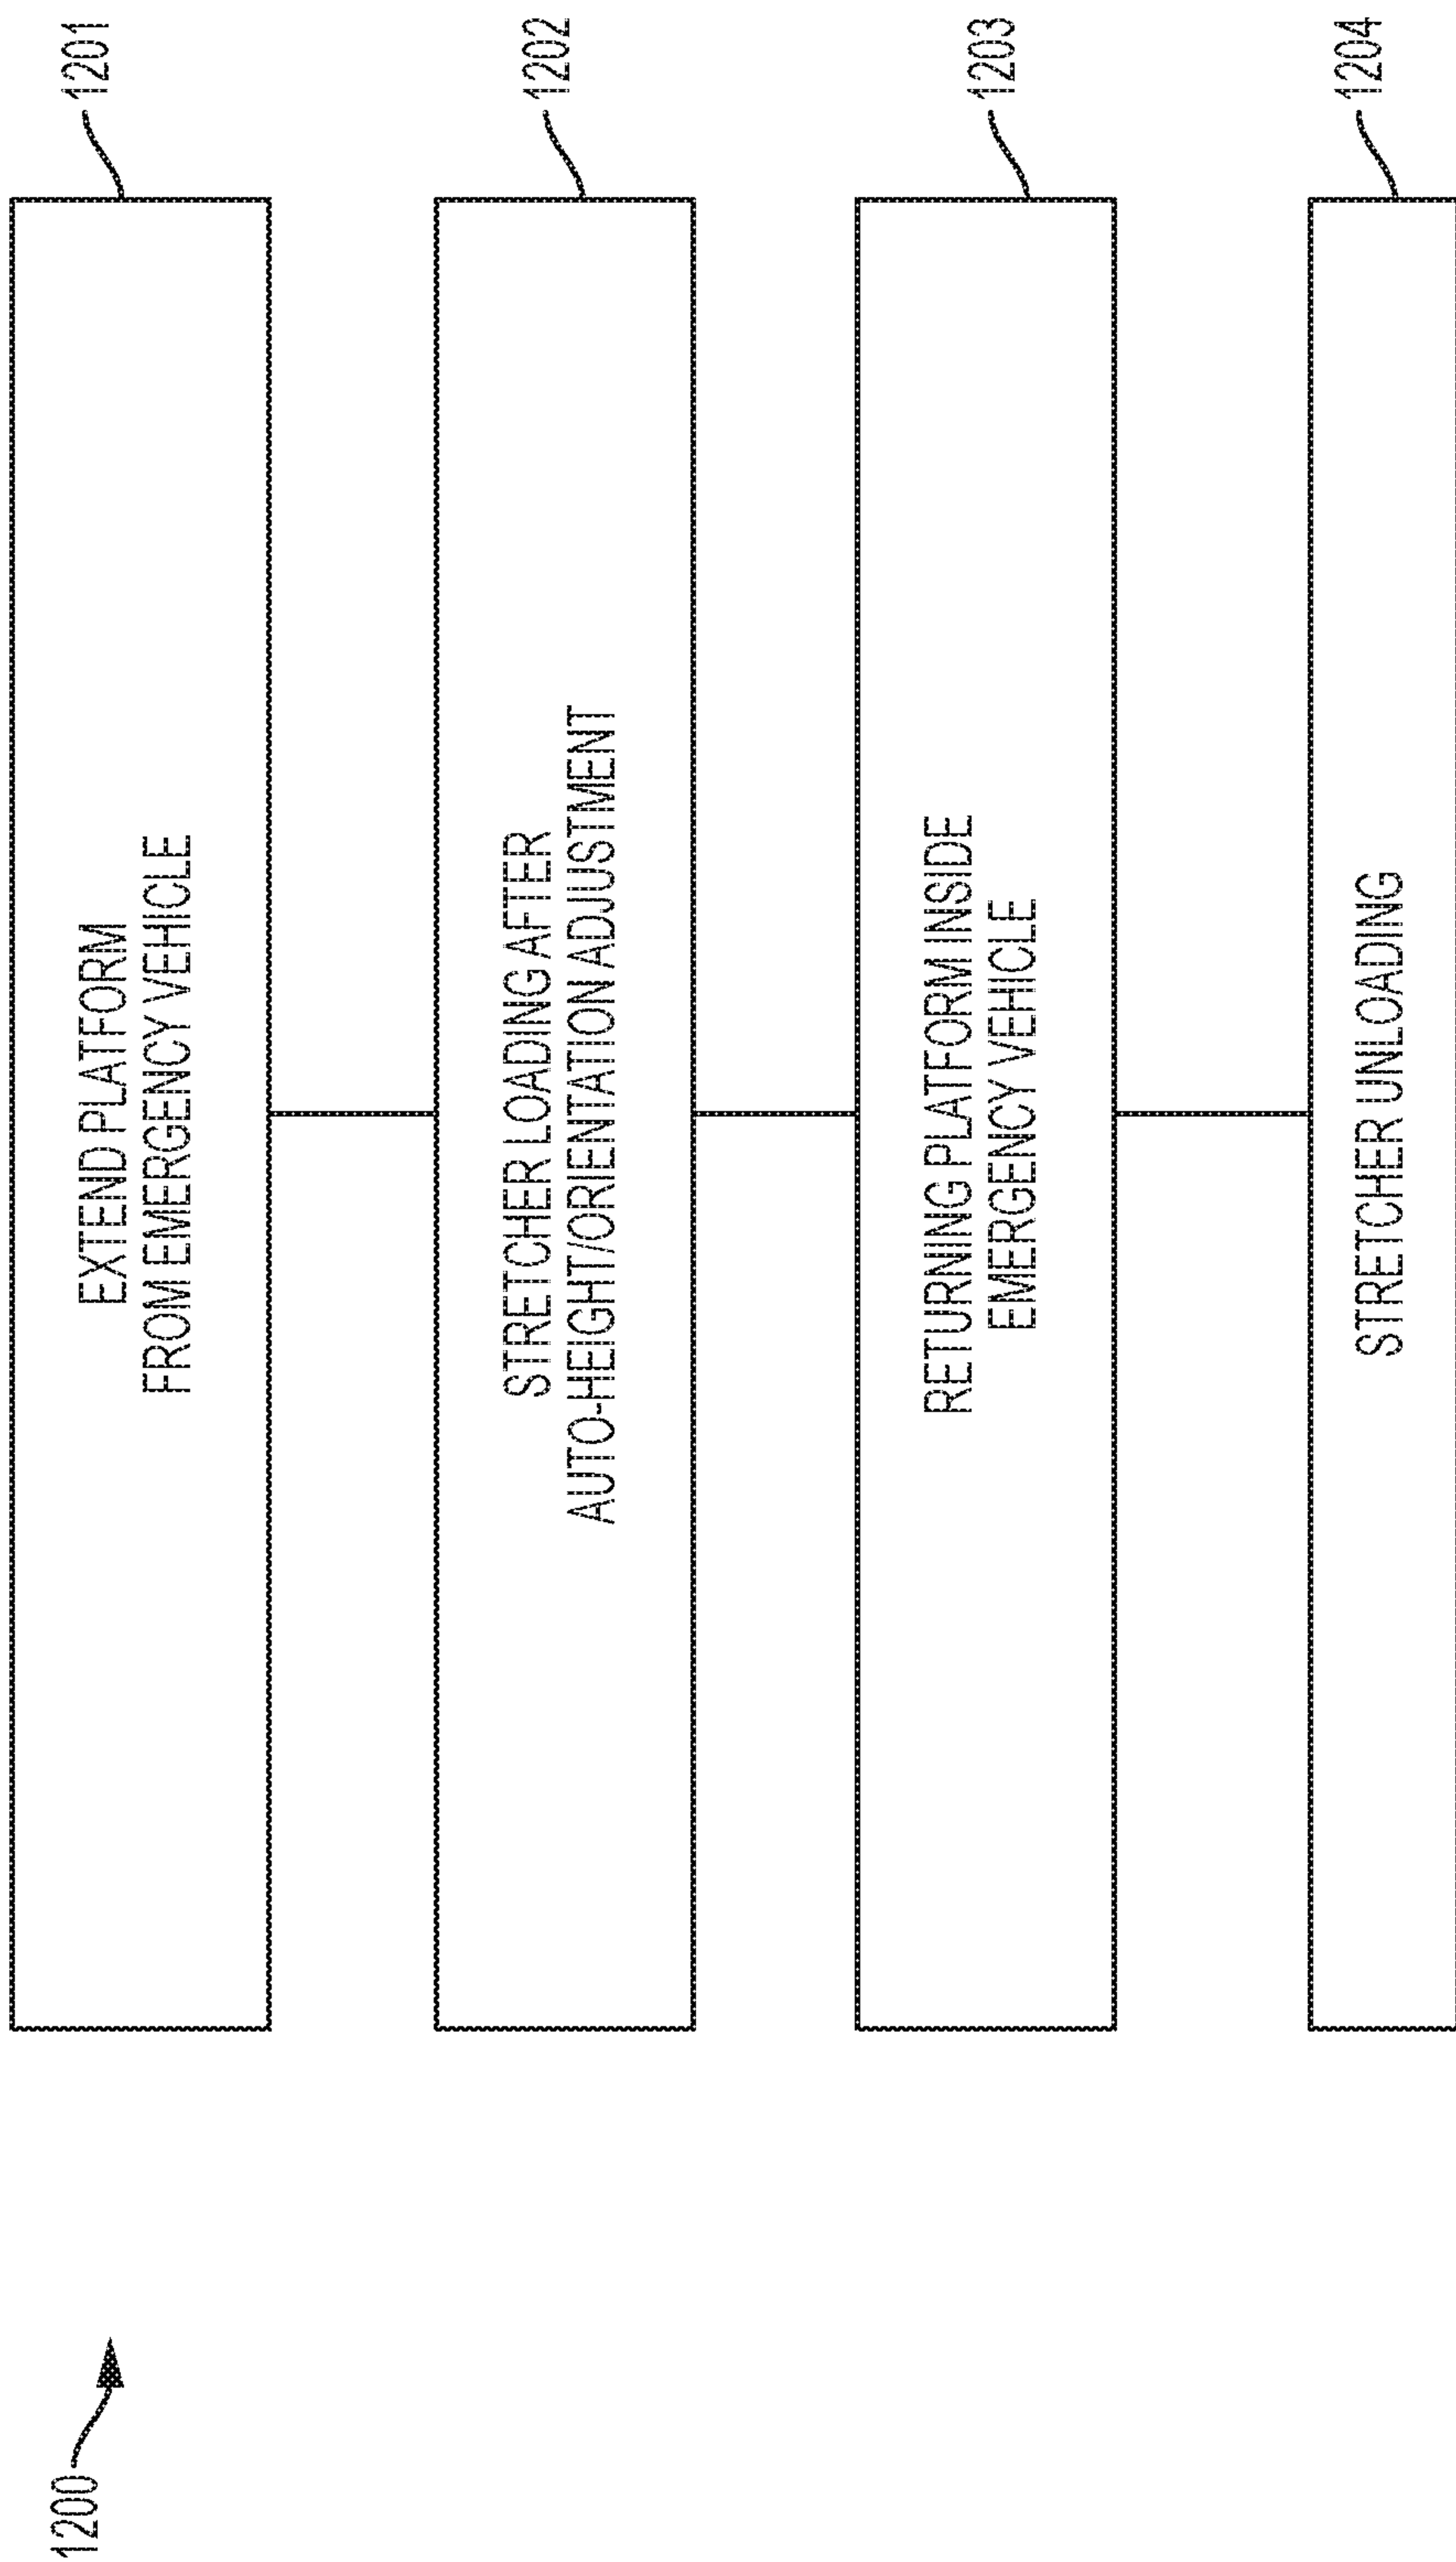 1200
1201
EXTEND PLATFORM
FROM EMERGENCY VEHICLE
1202
STRETCHER LOADING AFTER
AUTO-HEIGHT/ORIENTATION ADJUSTMENT
1203
RETURNING PLATFORM INSIDE
EMERGENCY VEHICLE
1204
STRETCHER UNLOADING